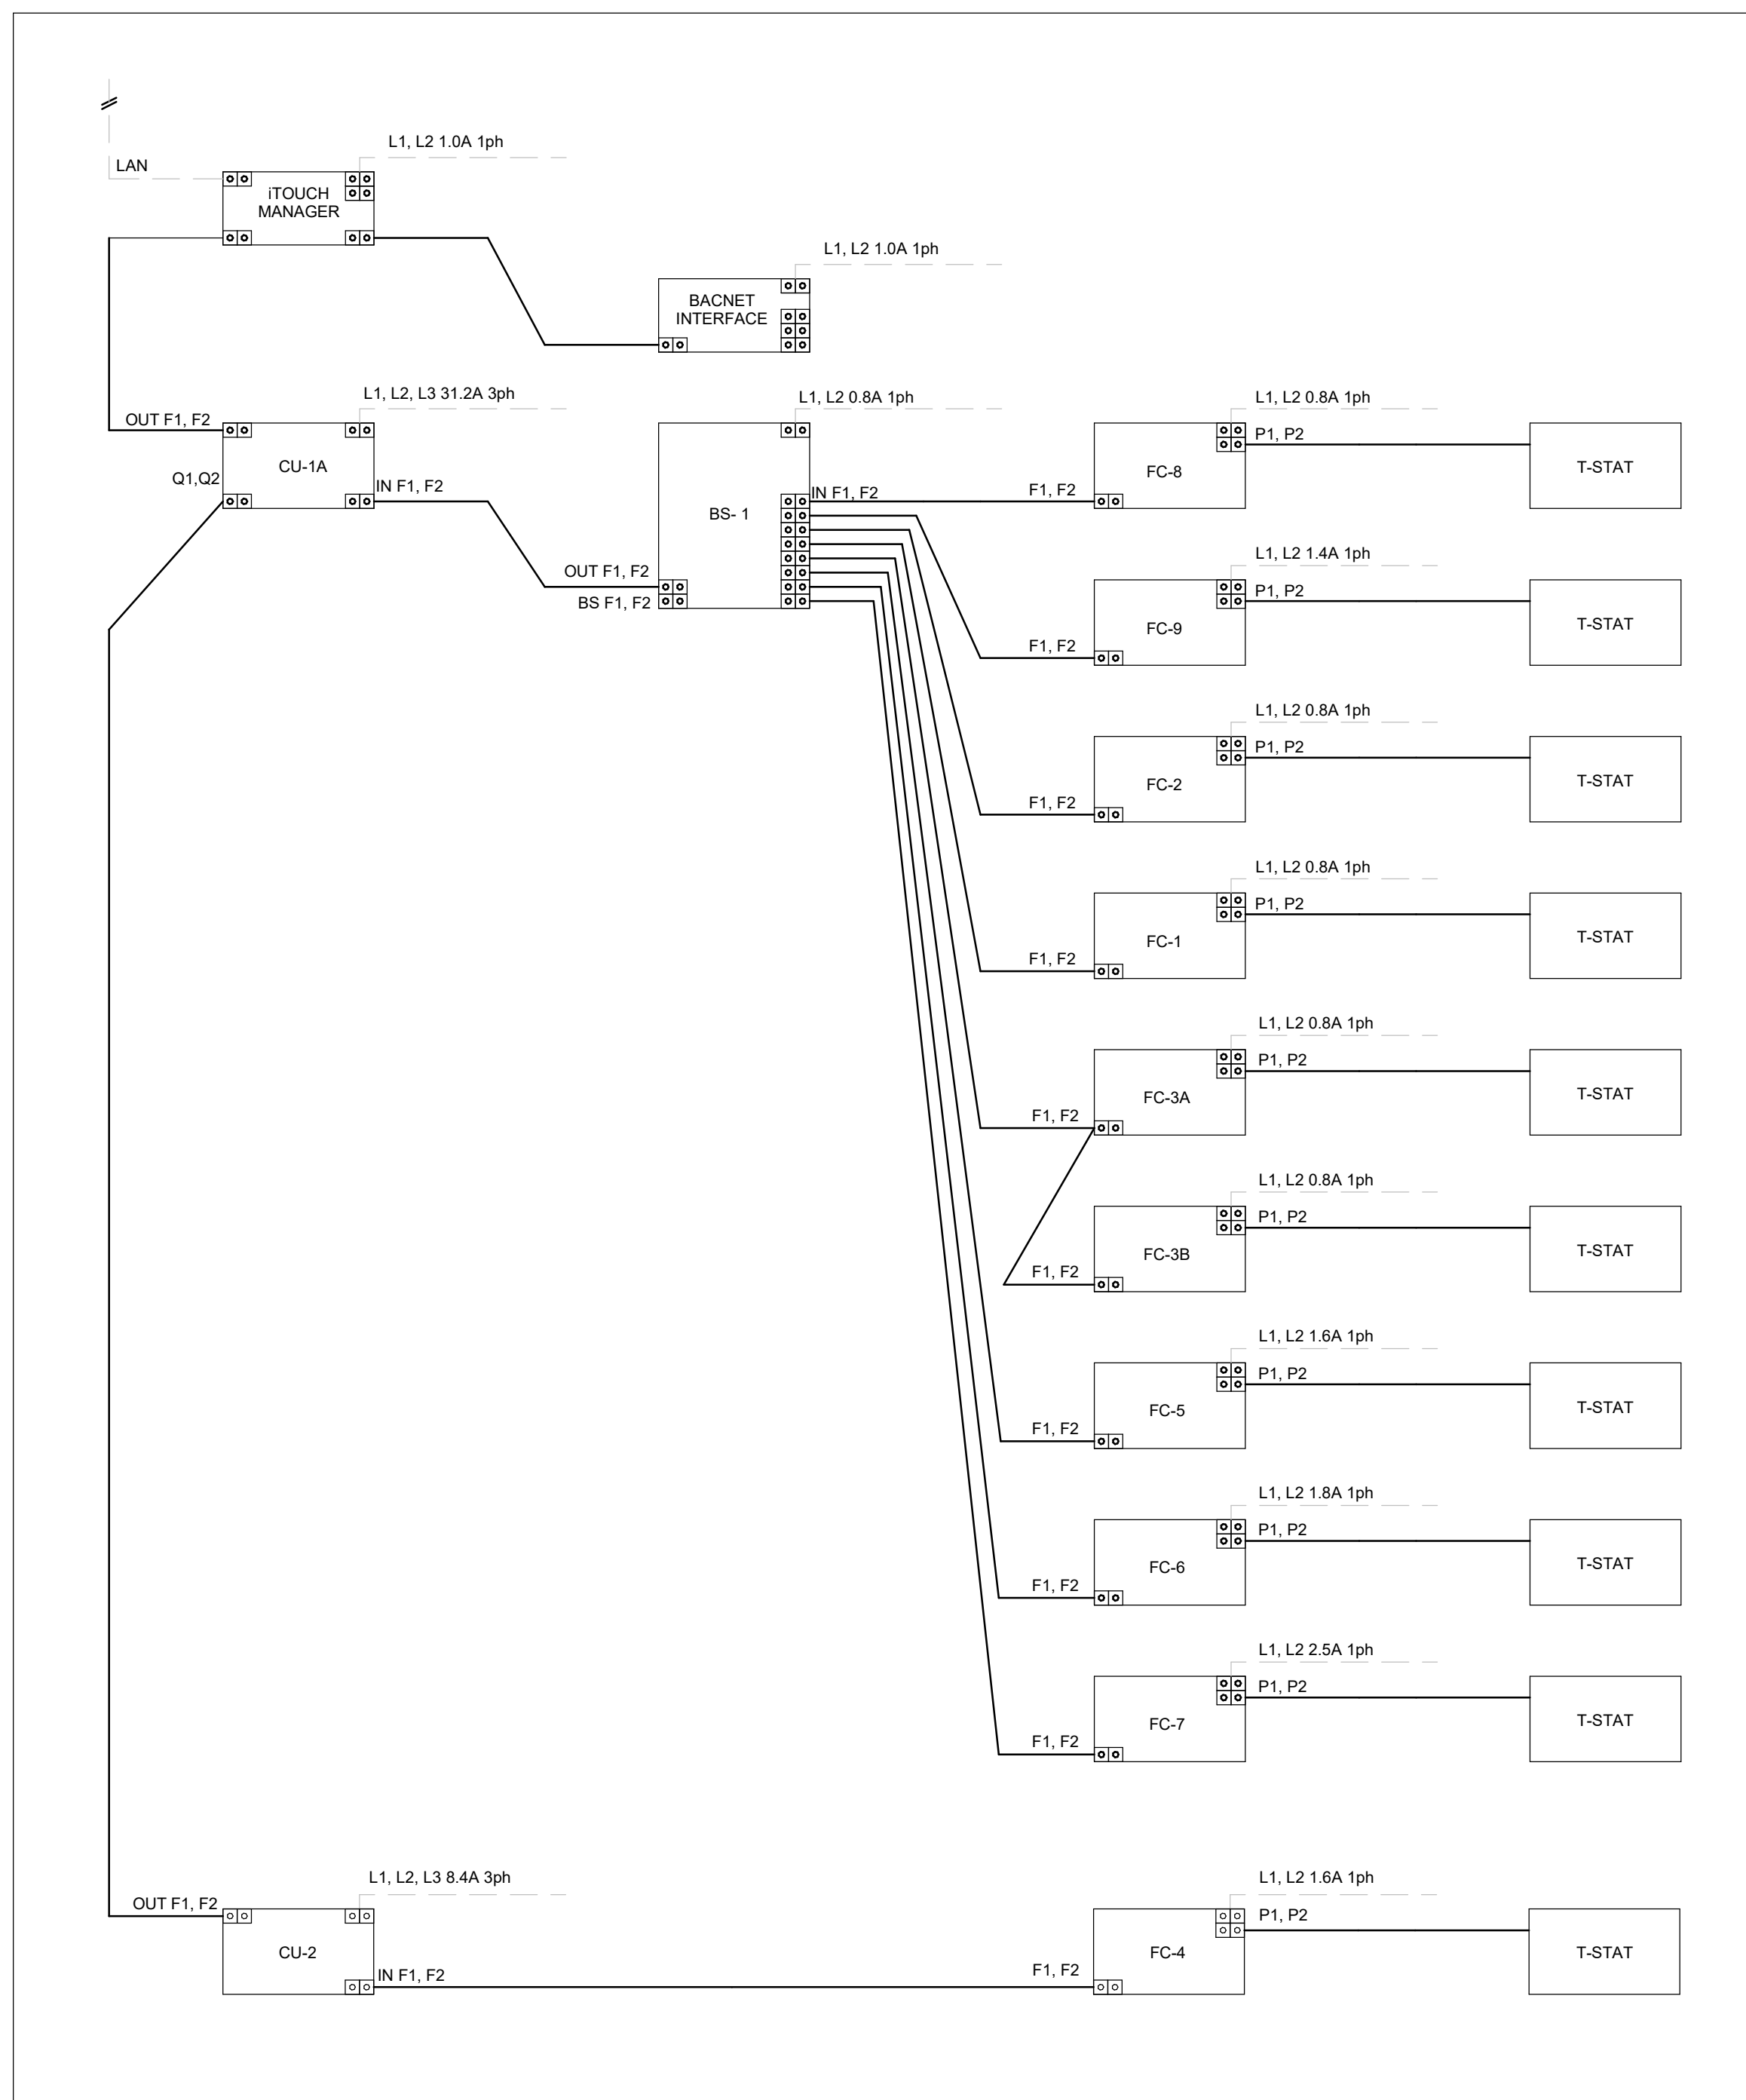 L1, L2 1.0A 1ph
LAN
iTOUCH
MANAGER
L1, L2 1.0A 1ph
BACNET
INTERFACE
L1, L2, L3 31.2A 3ph
OUT F1, F2
CU-1A
Q1,Q2
IN F1, F2
L1, L2 0.8A 1ph
IN F1, F2
BS- 1
OUT F1, F2
BS F1, F2
L1, L2 0.8A 1ph
P1, P2
FC-8
T-STAT
F1, F2
L1, L2 1.4A 1ph
P1, P2
FC-9
T-STAT
F1, F2
L1, L2 0.8A 1ph
P1, P2
FC-2
T-STAT
F1, F2
L1, L2 0.8A 1ph
P1, P2
FC-1
T-STAT
F1, F2
L1, L2 0.8A 1ph
P1, P2
FC-3A
T-STAT
F1, F2
L1, L2 0.8A 1ph
P1, P2
FC-3B
T-STAT
F1, F2
L1, L2 1.6A 1ph
P1, P2
FC-5
T-STAT
F1, F2
L1, L2 1.8A 1ph
P1, P2
FC-6
T-STAT
F1, F2
L1, L2 2.5A 1ph
P1, P2
FC-7
T-STAT
F1, F2
L1, L2, L3 8.4A 3ph
OUT F1, F2
CU-2
IN F1, F2
L1, L2 1.6A 1ph
P1, P2
FC-4
T-STAT
F1, F2